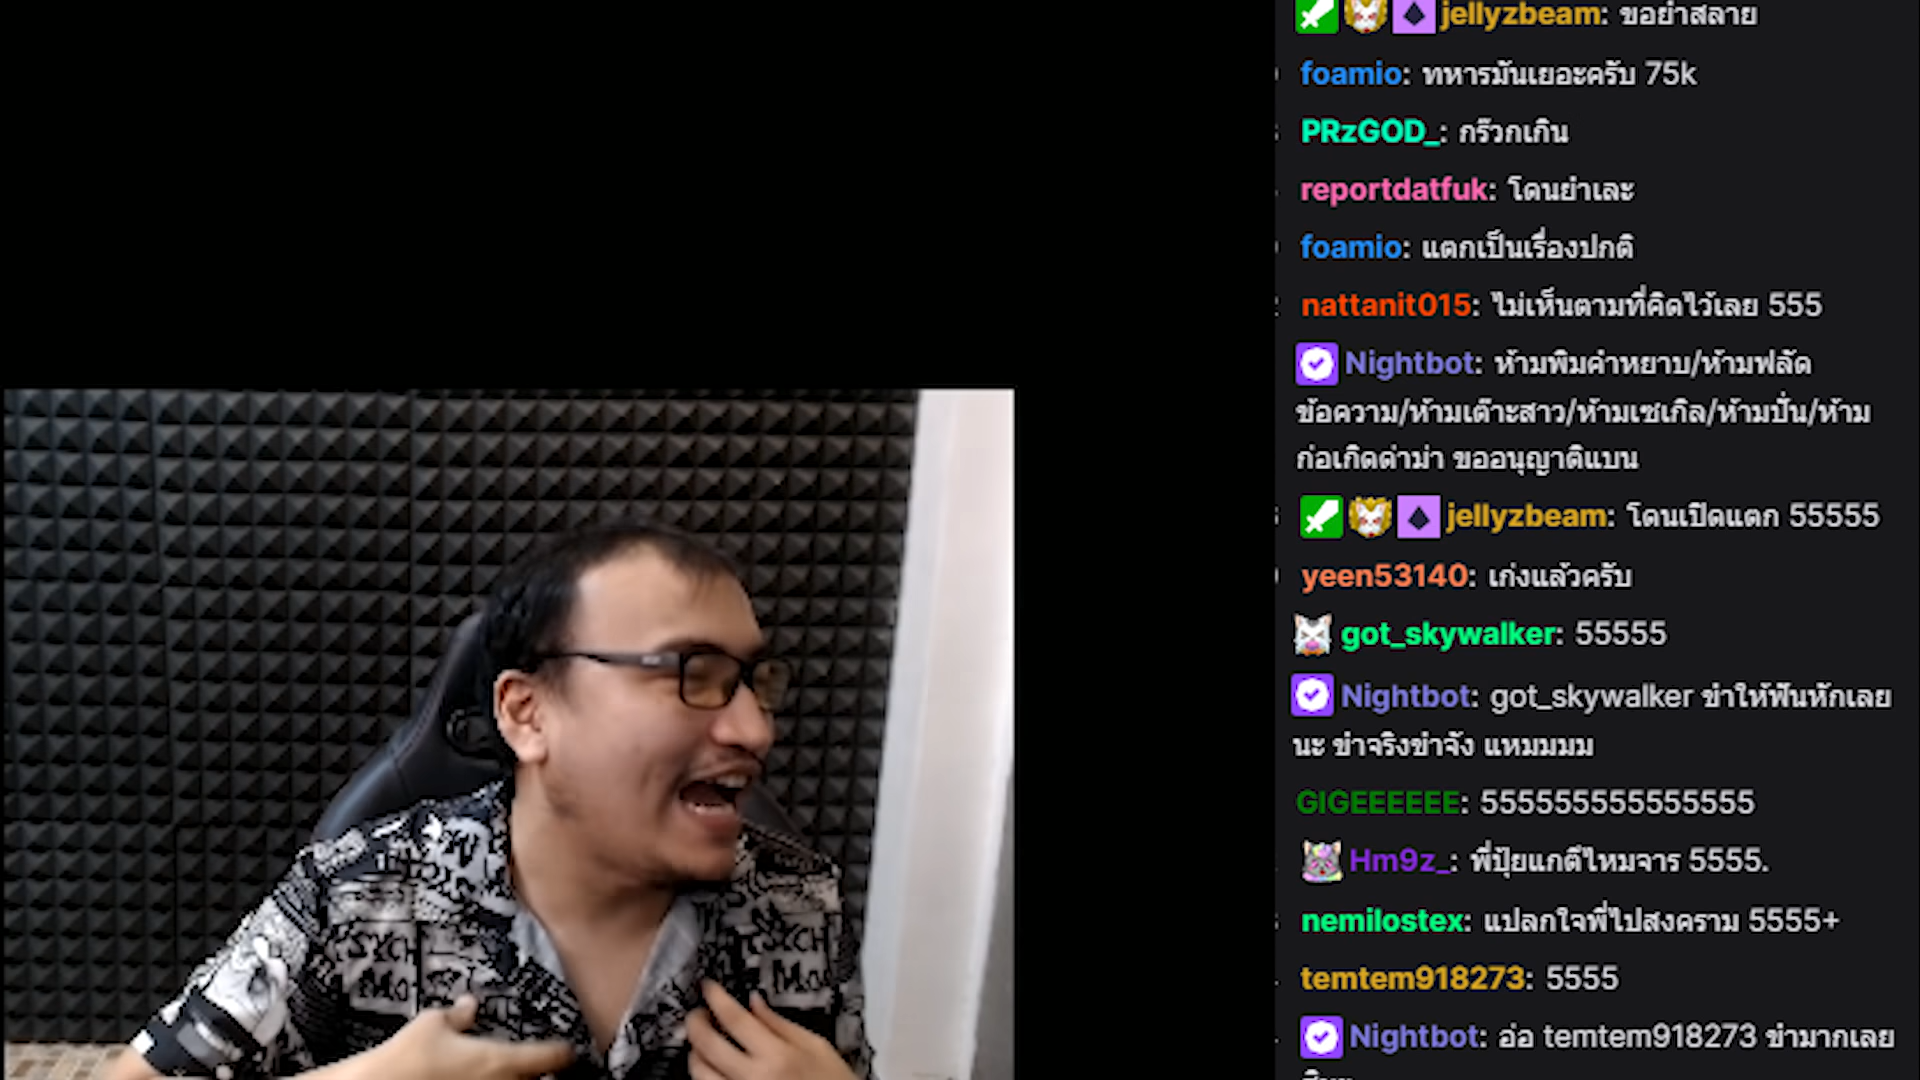 jellyzbeam: ขอยำสลาย
foamio: ทหารมันเยอะครับ 75k
PRzGOD_: กร๊วกเกิน
reportdatfuk: โดนยำเละ
foamio: แตกเป็นเรื่องปกติ
nattanit015: ไม่เห็นตามที่คิดไว้เลย 555
Nightbot: ห้ามพิมคำหยาบ/ห้ามฟลัด
ข้อความ/ห้ามเต๊าะสาว/ห้ามเซเกิล/ห้ามปั่น/ห้าม
ก่อเกิดดำม่า ขออนุญาติแบน
jellyzbeam: โดนเปิดแตก 55555
yeen53140: เก่งแล้วครับ
got_skywalker: 55555
Nightbot: got_skywalker ขำให้ฟันหักเลย
นะ ขำจริงขำจัง แหมมมม
GIGEEEEEE: 555555555555555
Hm9z_: พี่ปุ้ยแกตีไหมจาร 5555.
nemilostex: แปลกใจพี่ไปสงคราม 5555+
temtem918273: 5555
Nightbot: อ๋อ temtem918273 ขำมากเลย